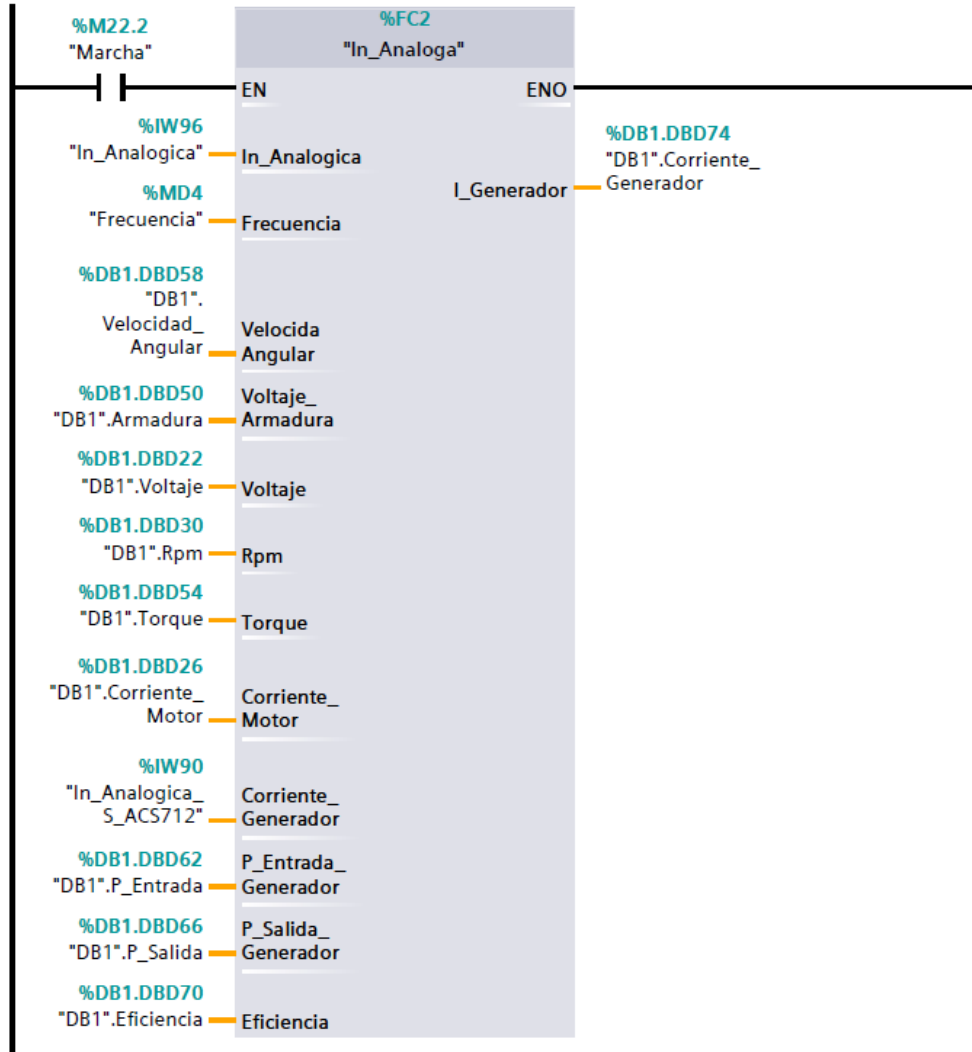 %M22.2
"Marcha"
%FC2
"In_Analoga"
EN
ENO
%IW96
"In_Analogica"
In_Analogica
%DB1.DBD74
"DB1".Corriente_
Generador
I_Generador
%MD4
"Frecuencia"
Frecuencia
%DB1.DBD58
"DB1".
Velocidad_
Angular
Velocida
Angular
%DB1.DBD50
"DB1".Armadura
Voltaje_
Armadura
%DB1.DBD22
"DB1".Voltaje
Voltaje
%DB1.DBD30
"DB1".Rpm
Rpm
%DB1.DBD54
"DB1".Torque
Torque
%DB1.DBD26
"DB1".Corriente_
Motor
Corriente_
Motor
%IW90
"In_Analogica_
S_ACS712"
Corriente_
Generador
%DB1.DBD62
"DB1".P_Entrada
P_Entrada_
Generador
%DB1.DBD66
"DB1".P_Salida
P_Salida_
Generador
%DB1.DBD70
"DB1".Eficiencia
Eficiencia